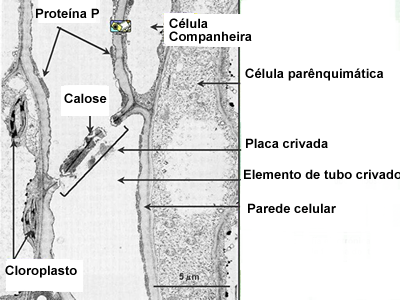 Proteína P
Célula
Companheira
Célula parênquimática
Calose
Placa crivada
Elemento de tubo crivado
Parede celular
Cloroplasto
5 µm